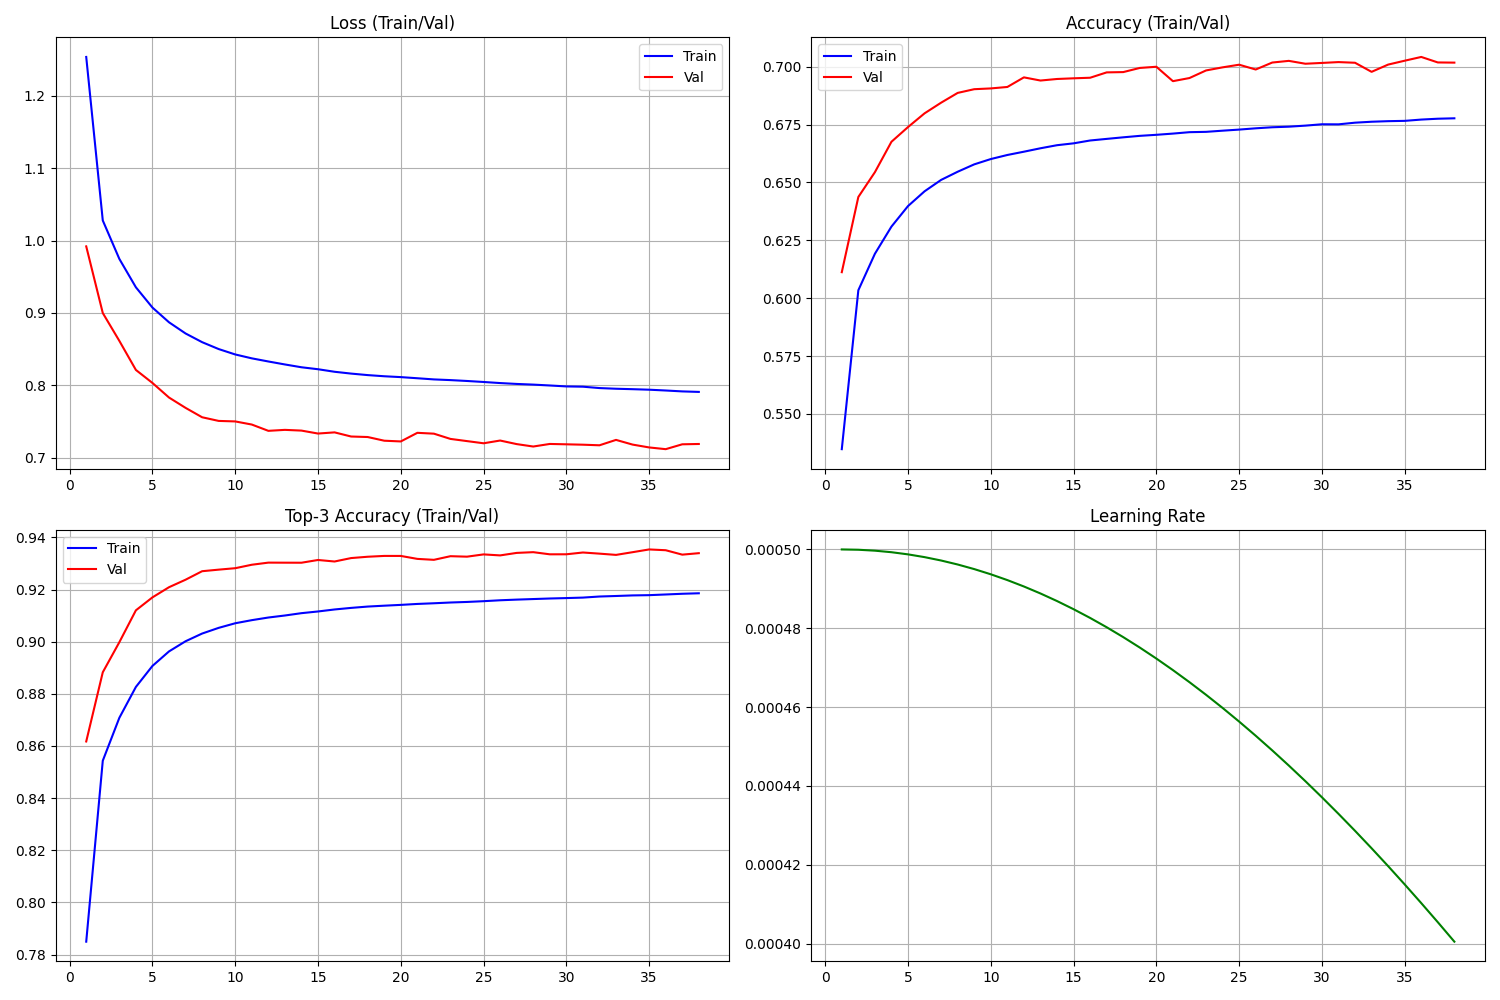 Loss (Train/Val)
Train
Val
1.2
1.1
1.0
0.9
0.8
0.7
0 5 10 15 20 25 30 35
Accuracy (Train/Val)
Train
Val
0.700
0.675
0.650
0.625
0.600
0.575
0.550
0 5 10 15 20 25 30 35
Top-3 Accuracy (Train/Val)
Train
Val
0.94
0.92
0.90
0.88
0.86
0.84
0.82
0.80
0.78
0 5 10 15 20 25 30 35
Learning Rate
0.00050
0.00048
0.00046
0.00044
0.00042
0.00040
0 5 10 15 20 25 30 35